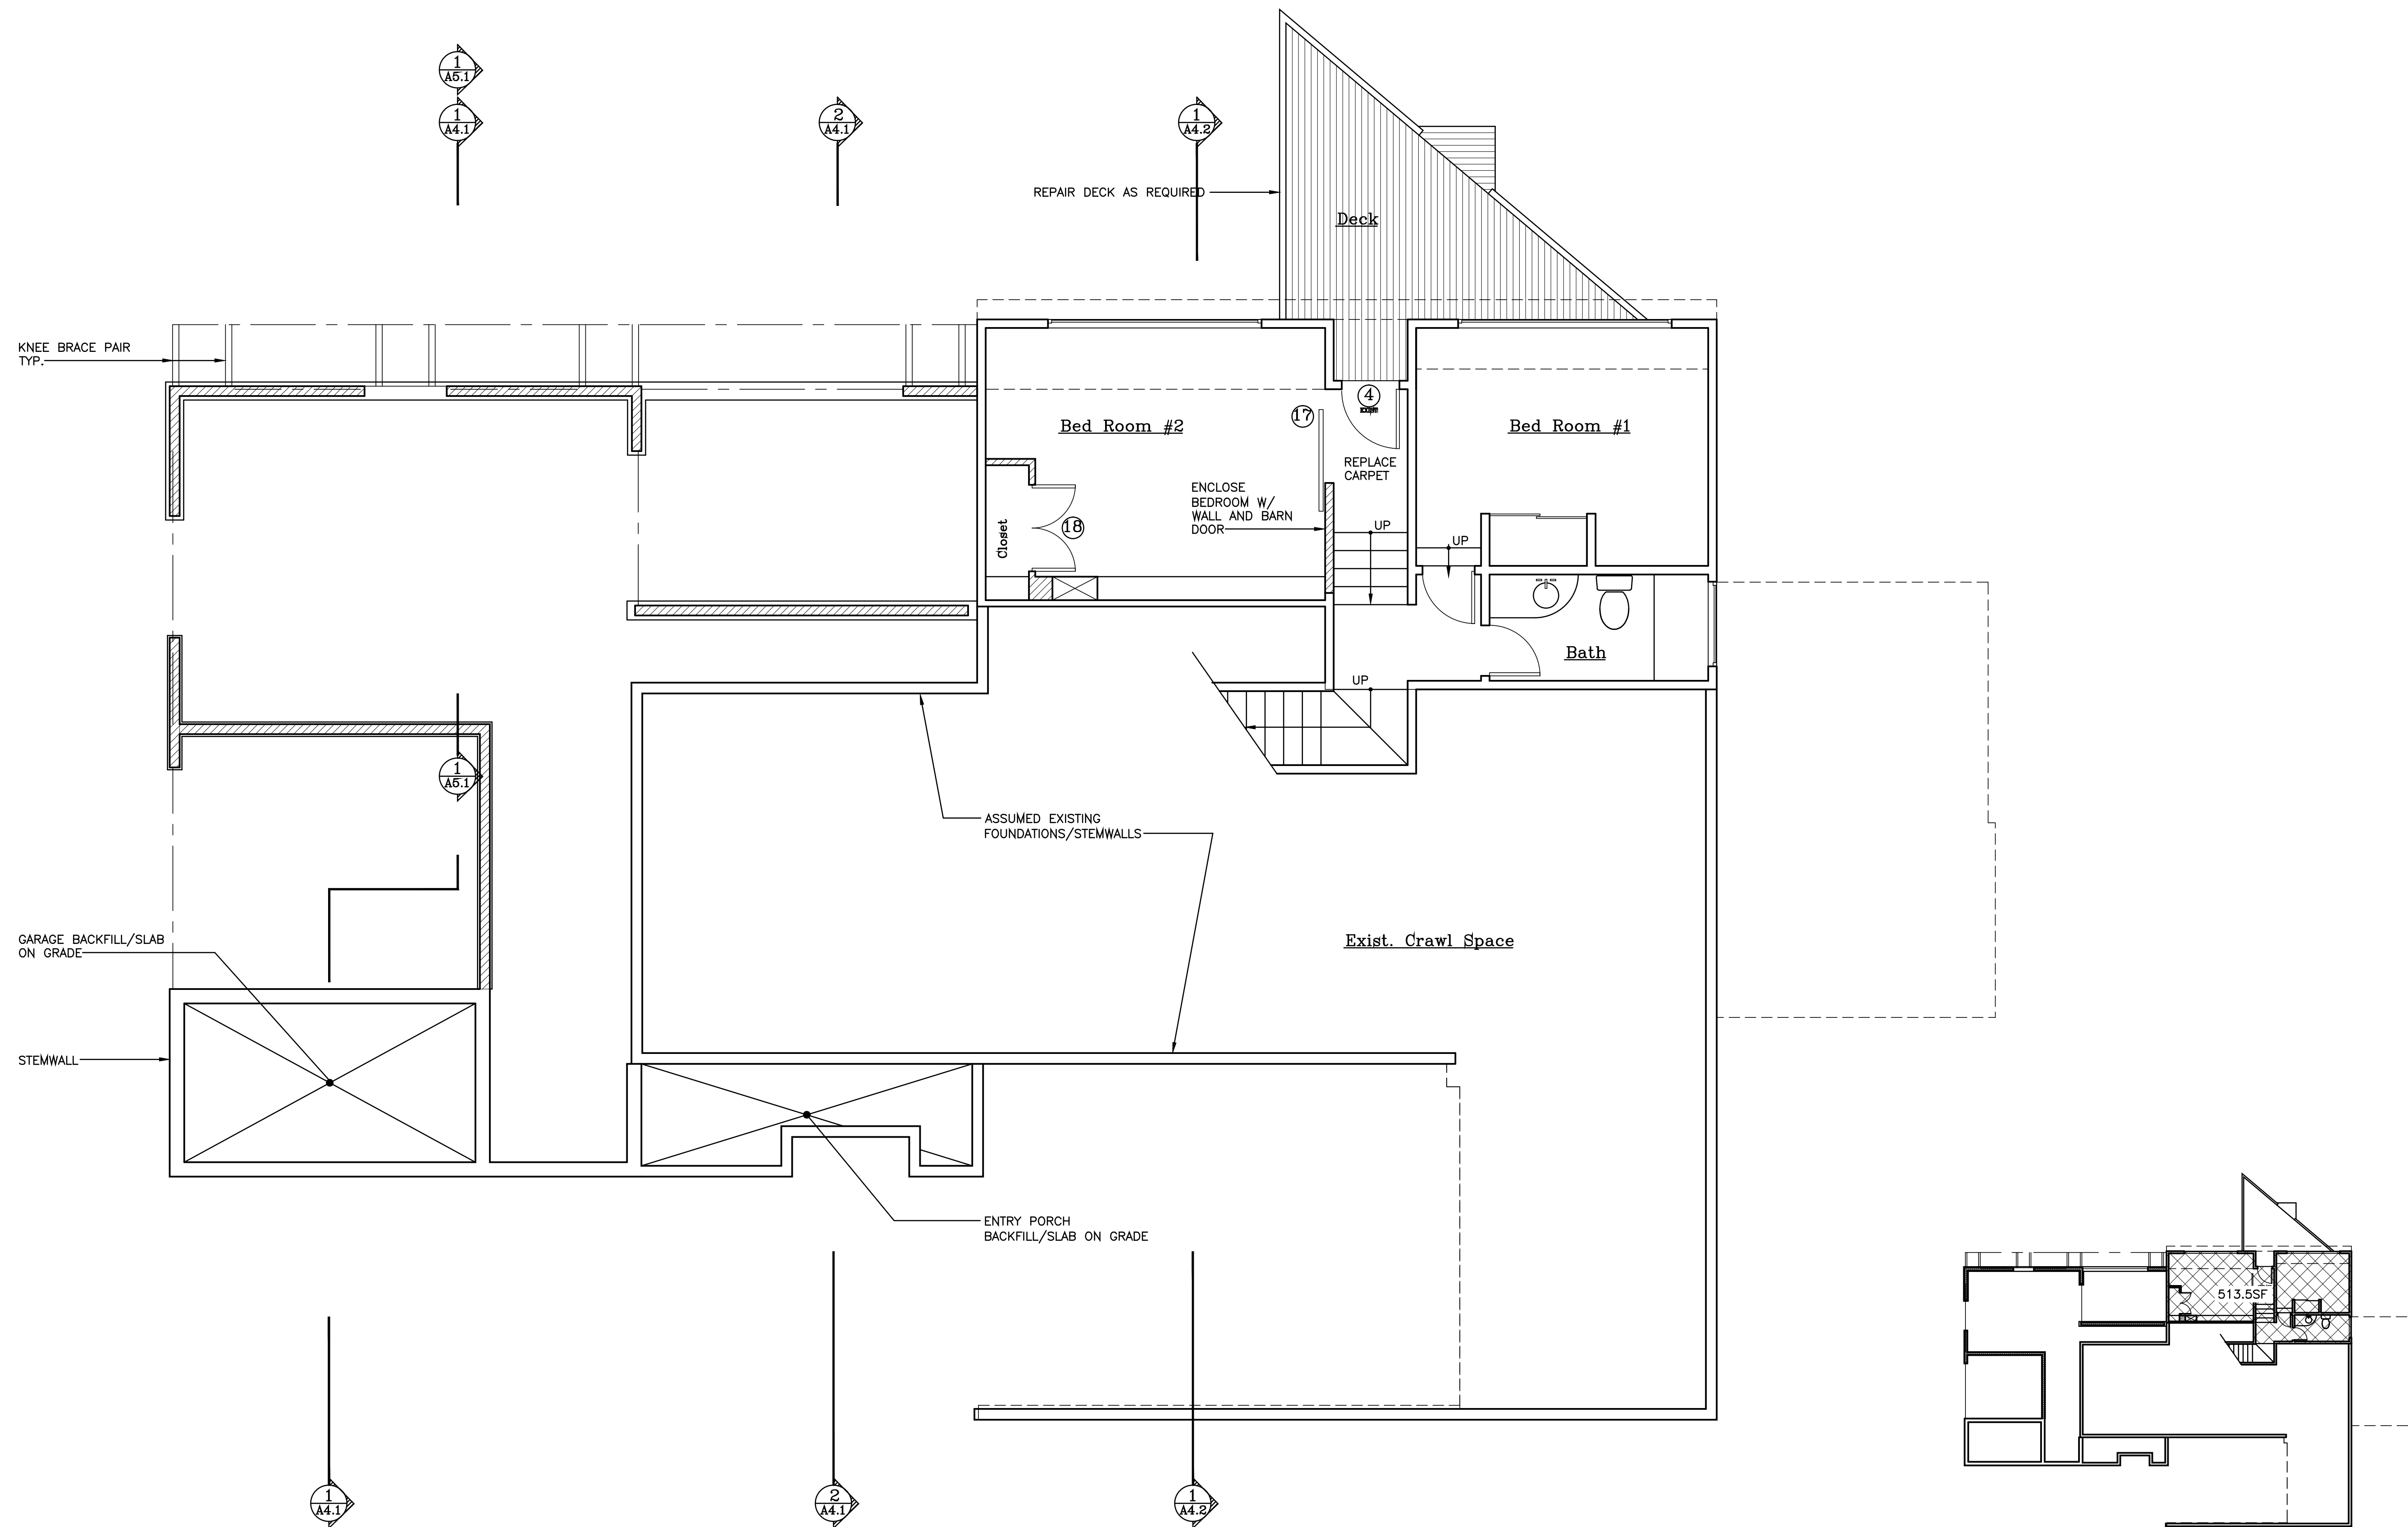 1
A5.1
1
A4.1
2
A4.1
1
A4.2
REPAIR DECK AS REQUIRED
Deck
KNEE BRACE PAIR
TYP.
4
17
Bed Room #2
Bed Room #1
REPLACE
CARPET
ENCLOSE
BEDROOM W/
WALL AND BARN
DOOR
Closet
18
UP
UP
Bath
UP
1
A5.1
ASSUMED EXISTING
FOUNDATIONS/STEMWALLS
GARAGE BACKFILL/SLAB
ON GRADE
Exist. Crawl Space
STEMWALL
ENTRY PORCH
BACKFILL/SLAB ON GRADE
513.5SF
1
A4.1
2
A4.1
1
A4.2